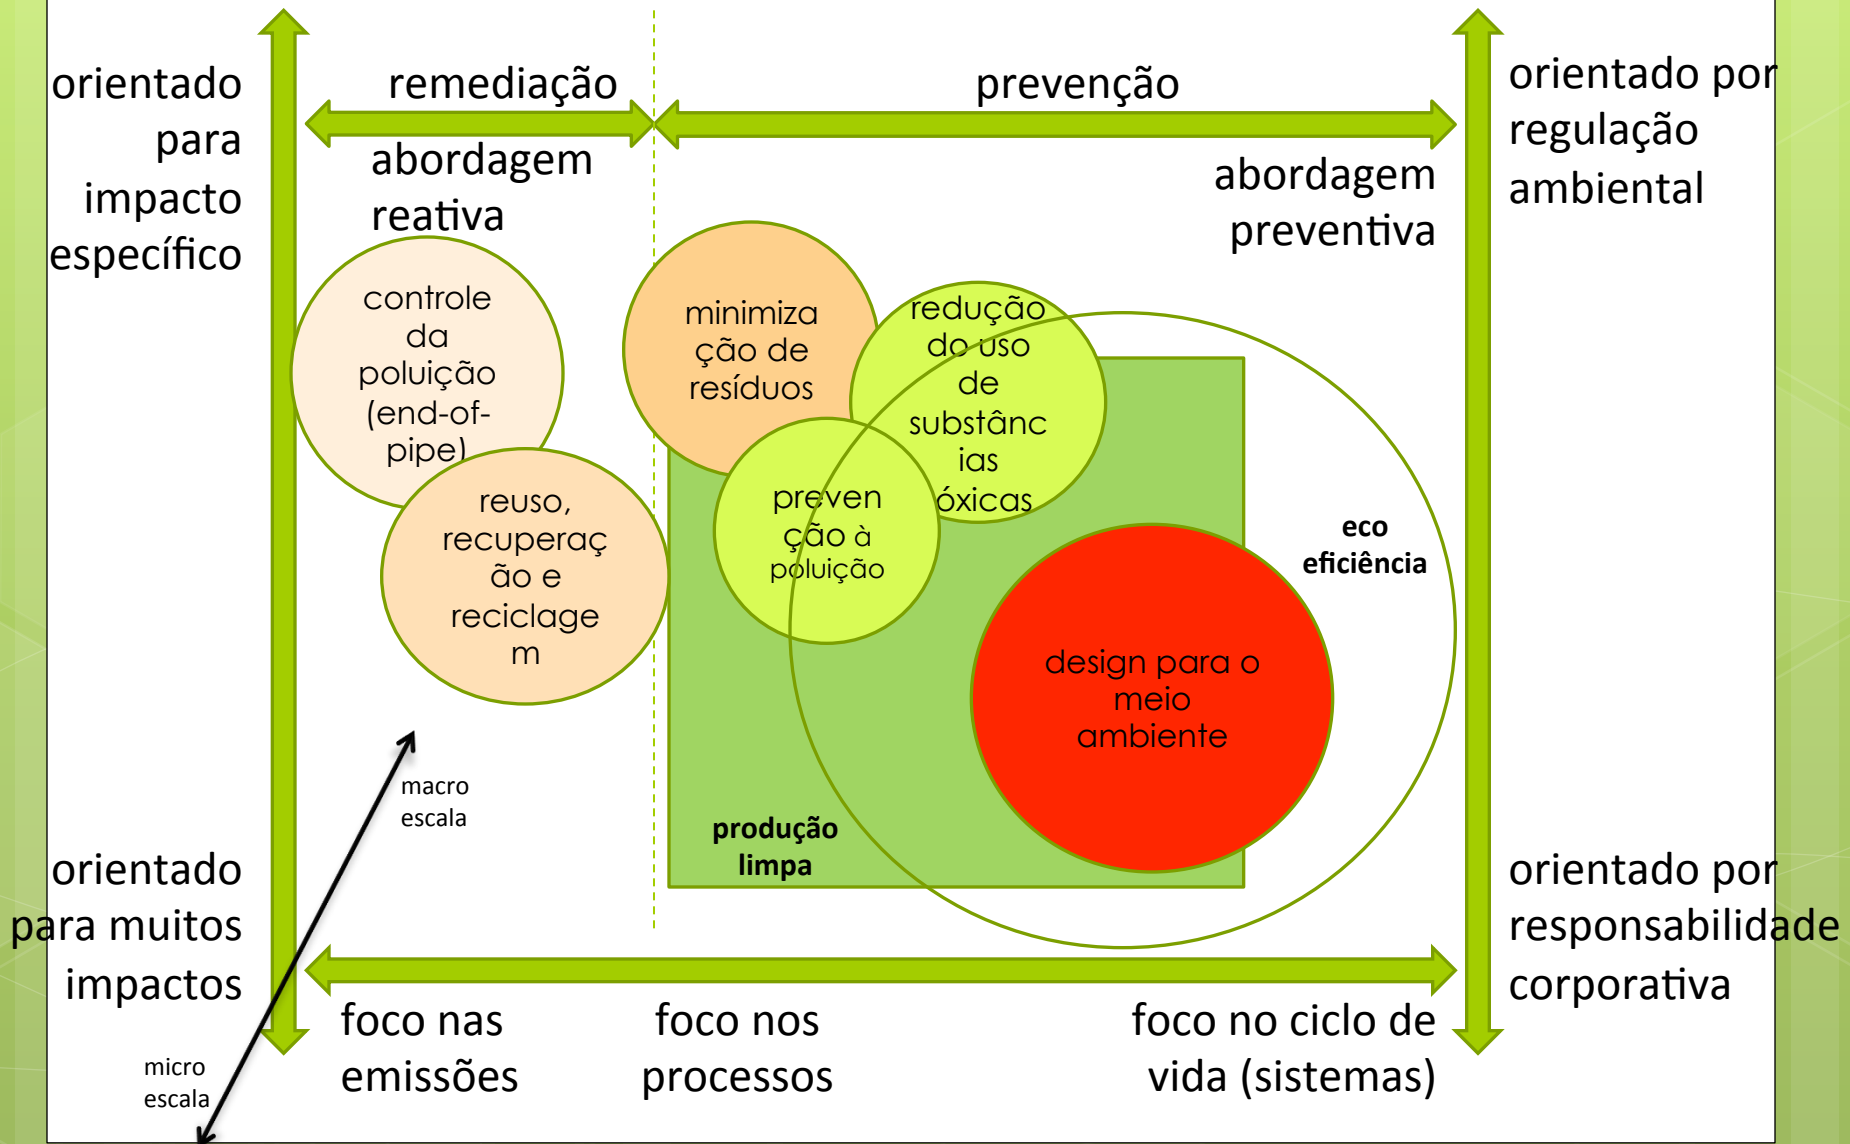 orientado
para
impacto
específico
remediação
abordagem
reativa
prevenção
abordagem
preventiva
orientado por
regulação
ambiental
controle
da
poluição
(end-of-
pipe)
reuso,
recuperaç
ão e
reciclage
m
minimiza
ção de
resíduos
redução
do uso
de
substânc
ias
óxicas
preven
ção à
poluição
eco
eficiência
design para o
meio
ambiente
produção
limpa
macro
escala
micro
escala
orientado
para muitos
impactos
orientado por
responsabilidade
corporativa
foco nas
emissões
foco nos
processos
foco no ciclo de
vida (sistemas)